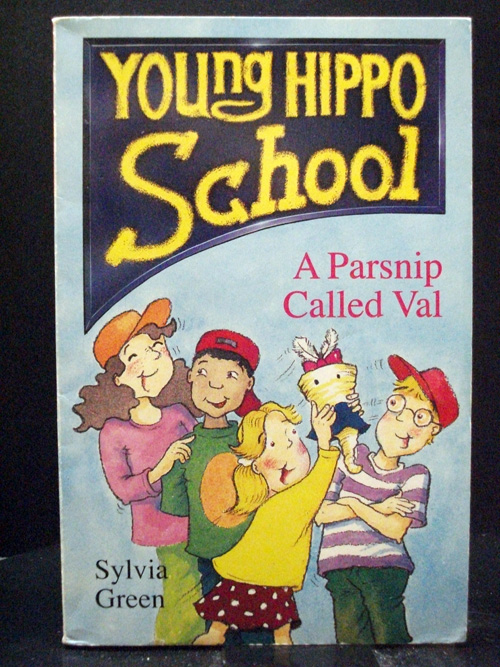 YOUng HIPPO
School
A Parsnip
Called Val
Sylvia
Green